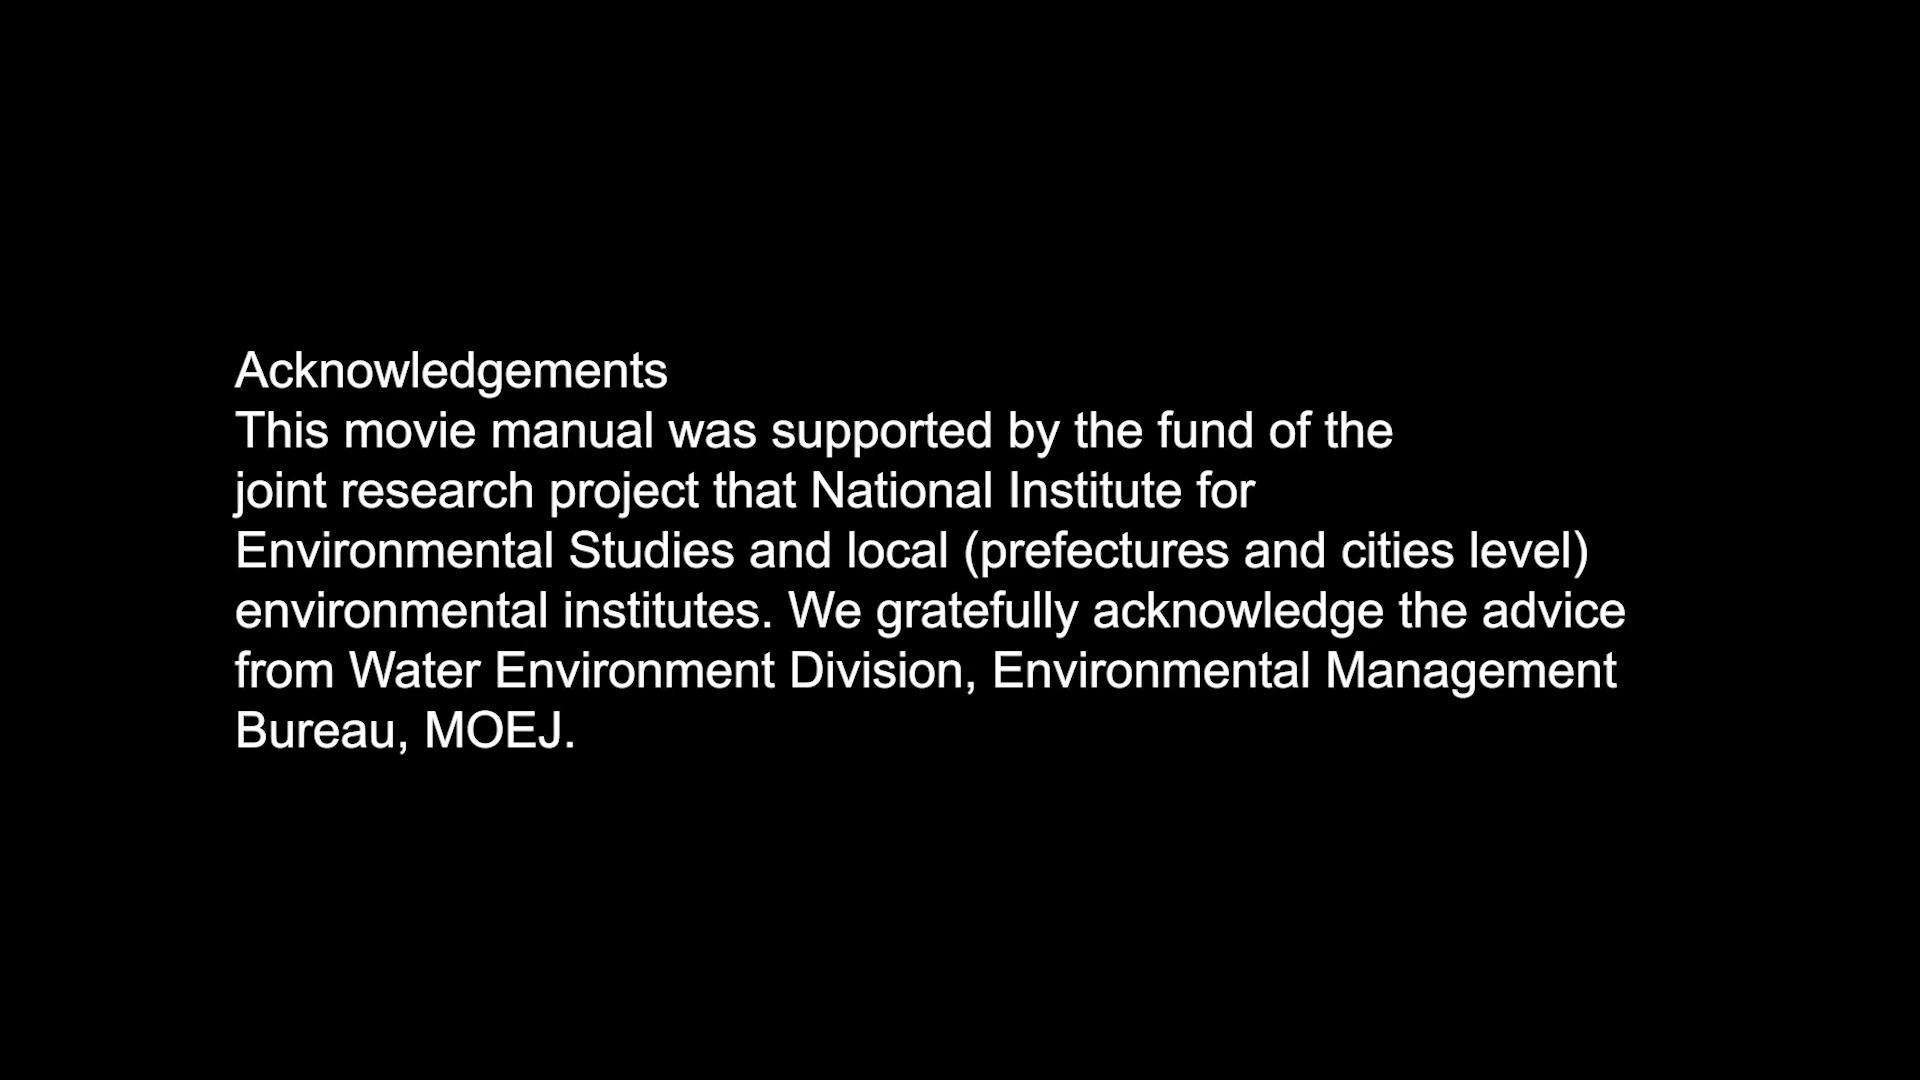 Acknowledgements
This movie manual was supported by the fund of the
joint research project that National Institute for
Environmental Studies and local (prefectures and cities level)
environmental institutes. We gratefully acknowledge the advice
from Water Environment Division, Environmental Management
Bureau, MOEJ.